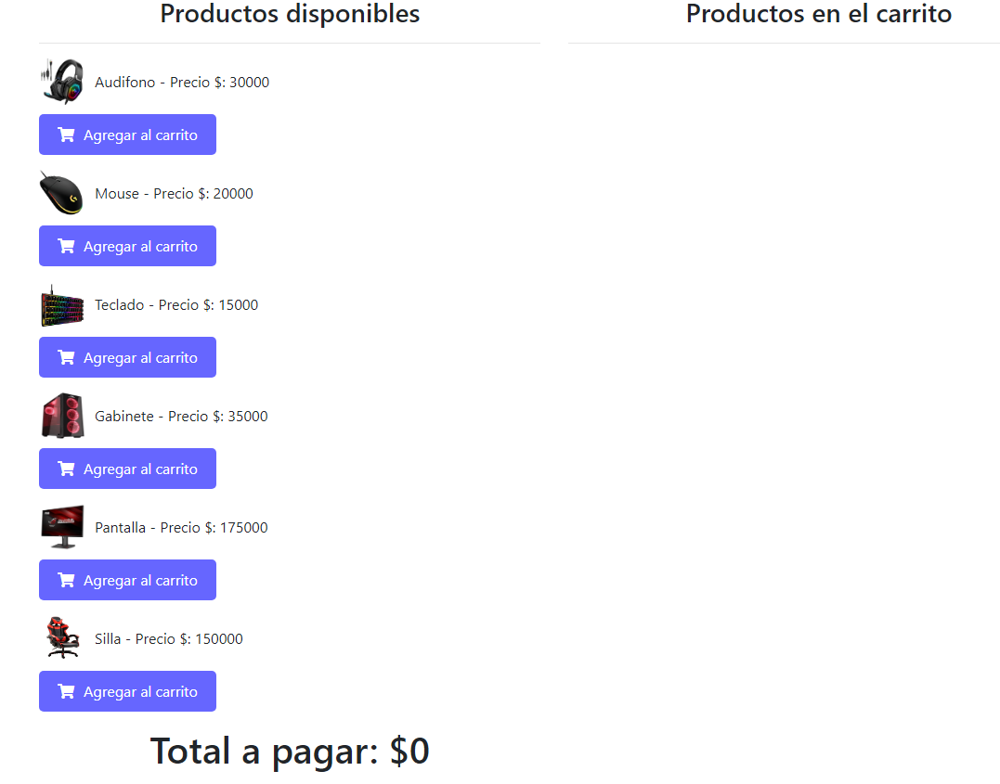 Productos disponibles
Productos en el carrito
Audifono - Precio $: 30000
Agregar al carrito
Mouse - Precio $: 20000
Agregar al carrito
Teclado - Precio $: 15000
Agregar al carrito
Gabinete - Precio $: 35000
Agregar al carrito
Pantalla - Precio $: 175000
Agregar al carrito
Silla - Precio $: 150000
Agregar al carrito
Total a pagar: $0